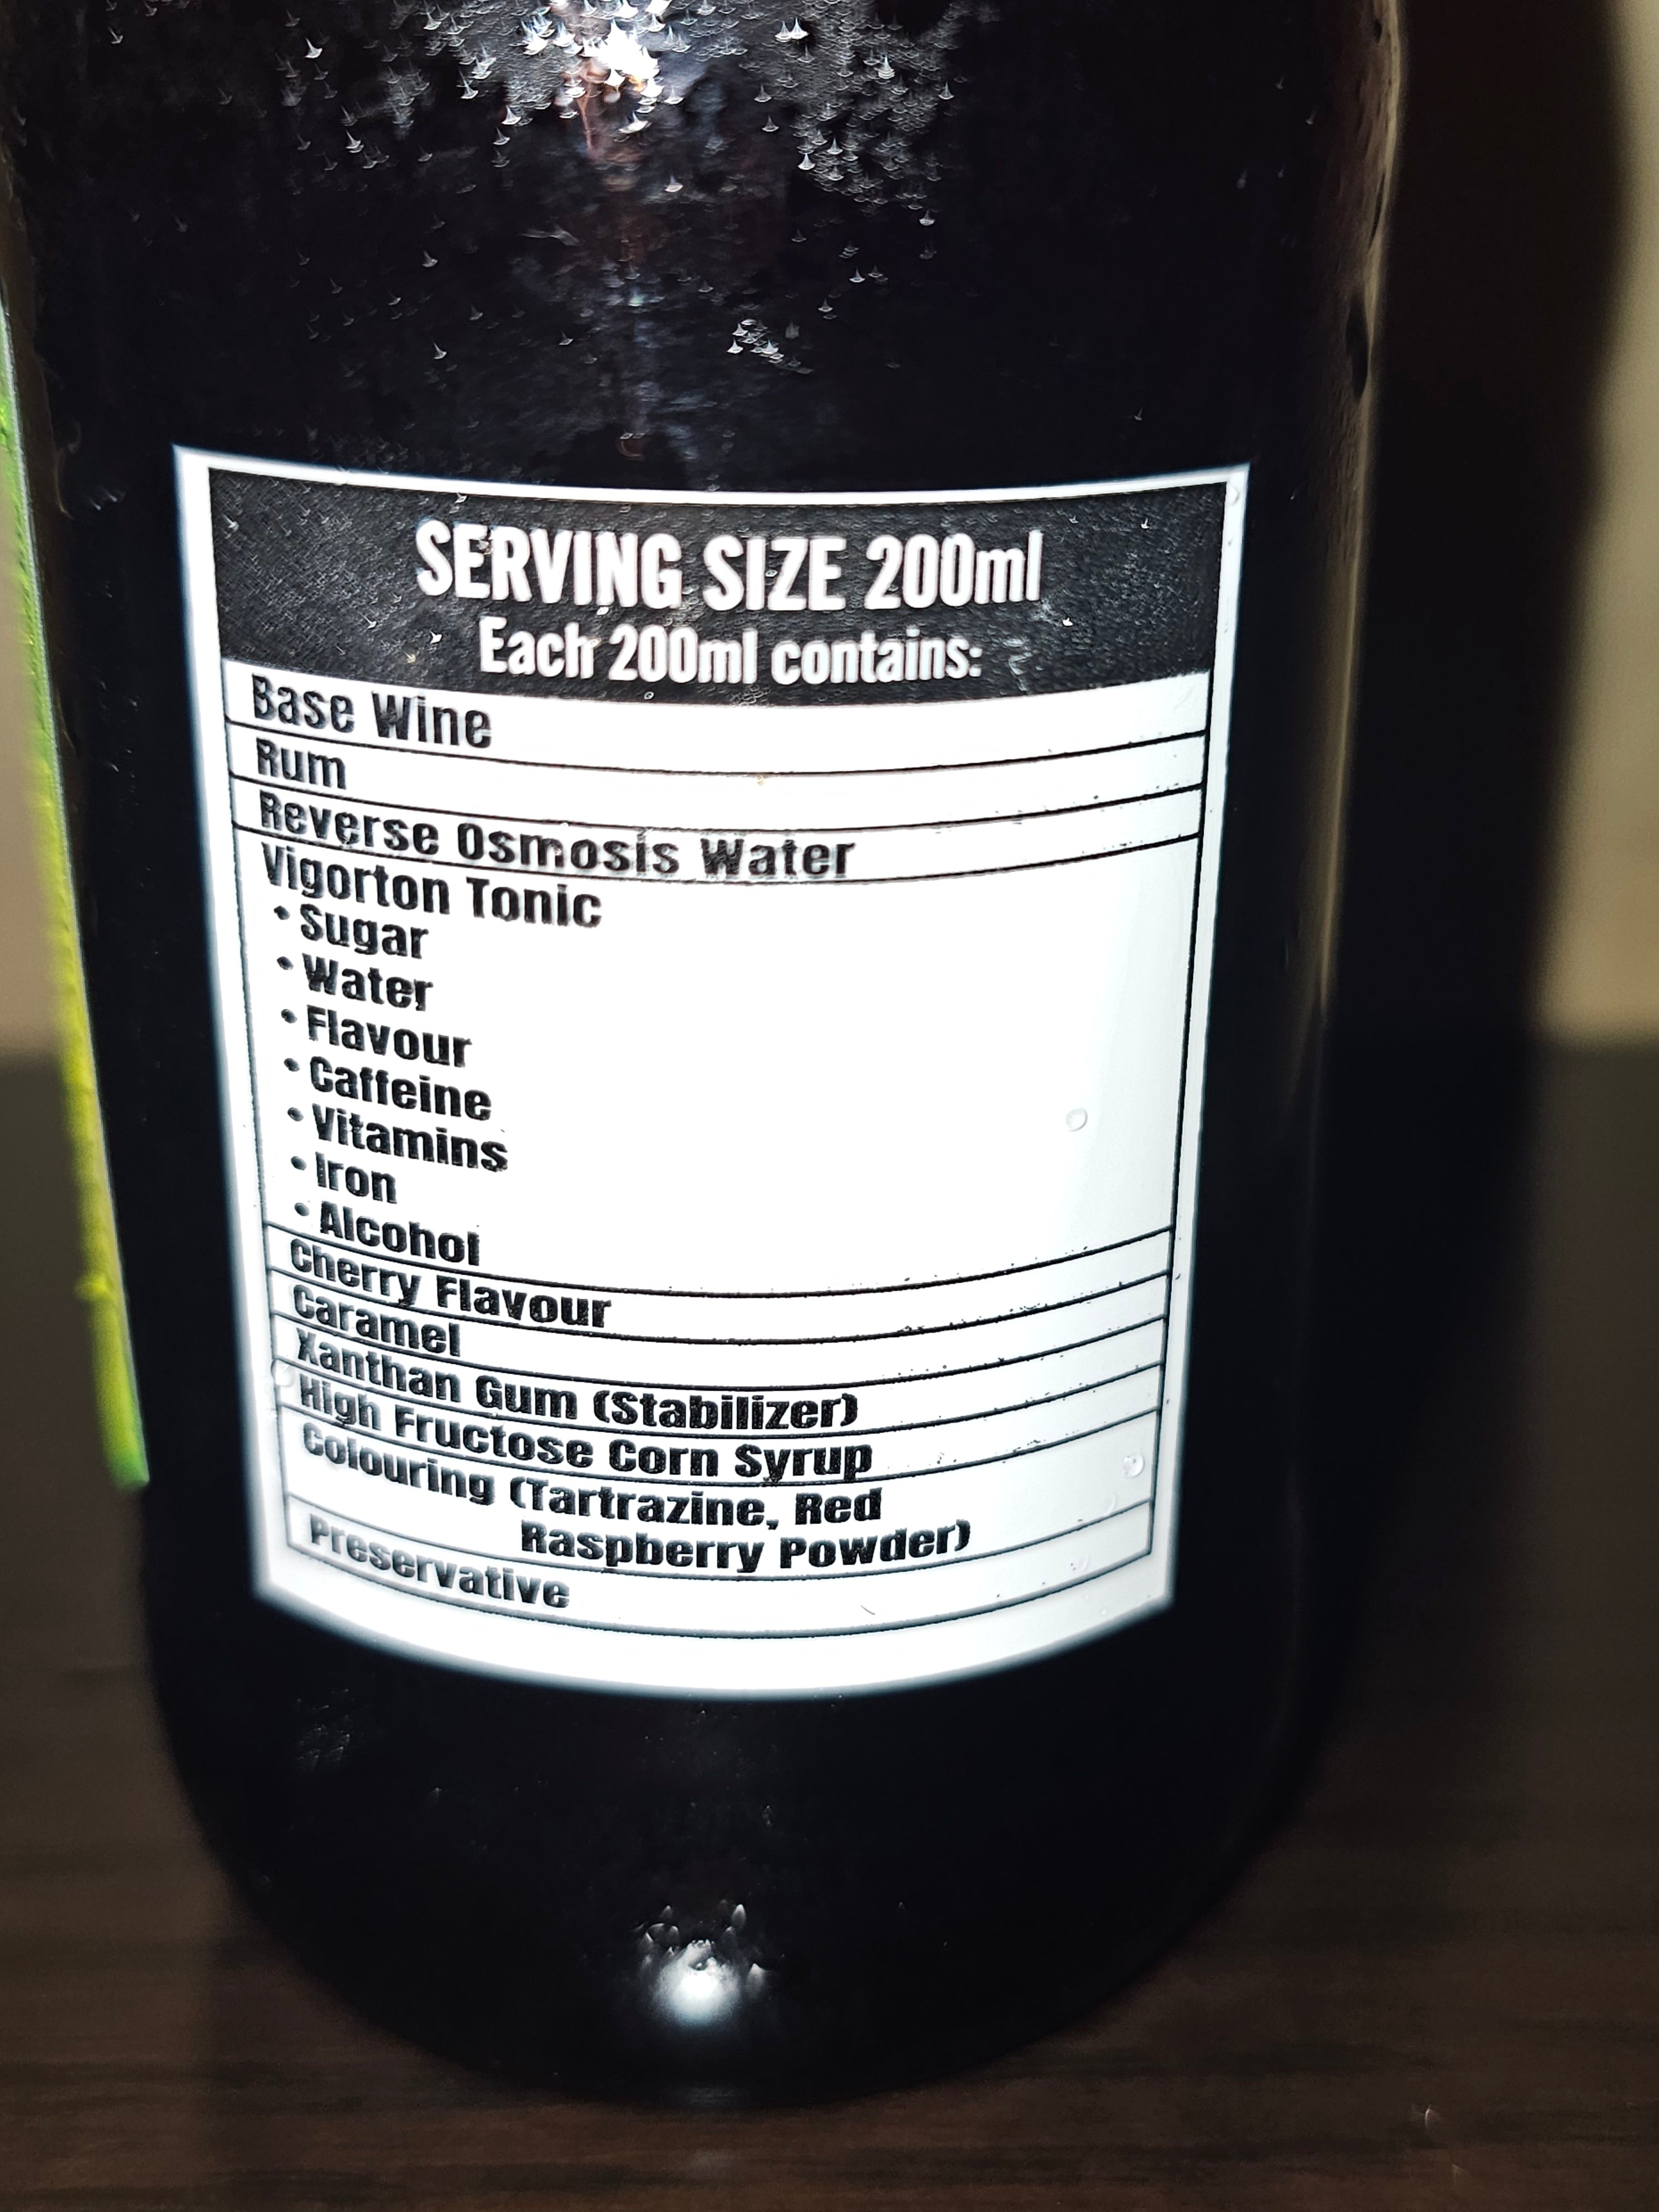 SERVING SIZE 200ml
Each 200ml contains:
Base Wine
Rum
Reverse Osmosis Water
Vigorton Tonic
• Sugar
• Water
• Flavour
• Caffeine
• Vitamins
• Iron
• Alcohol
Cherry Flavour
Caramel
Xanthan Gum (Stabilizer)
High Fructose Corn Syrup
Colouring (Tartrazine, Red
Raspberry Powder)
Preservative